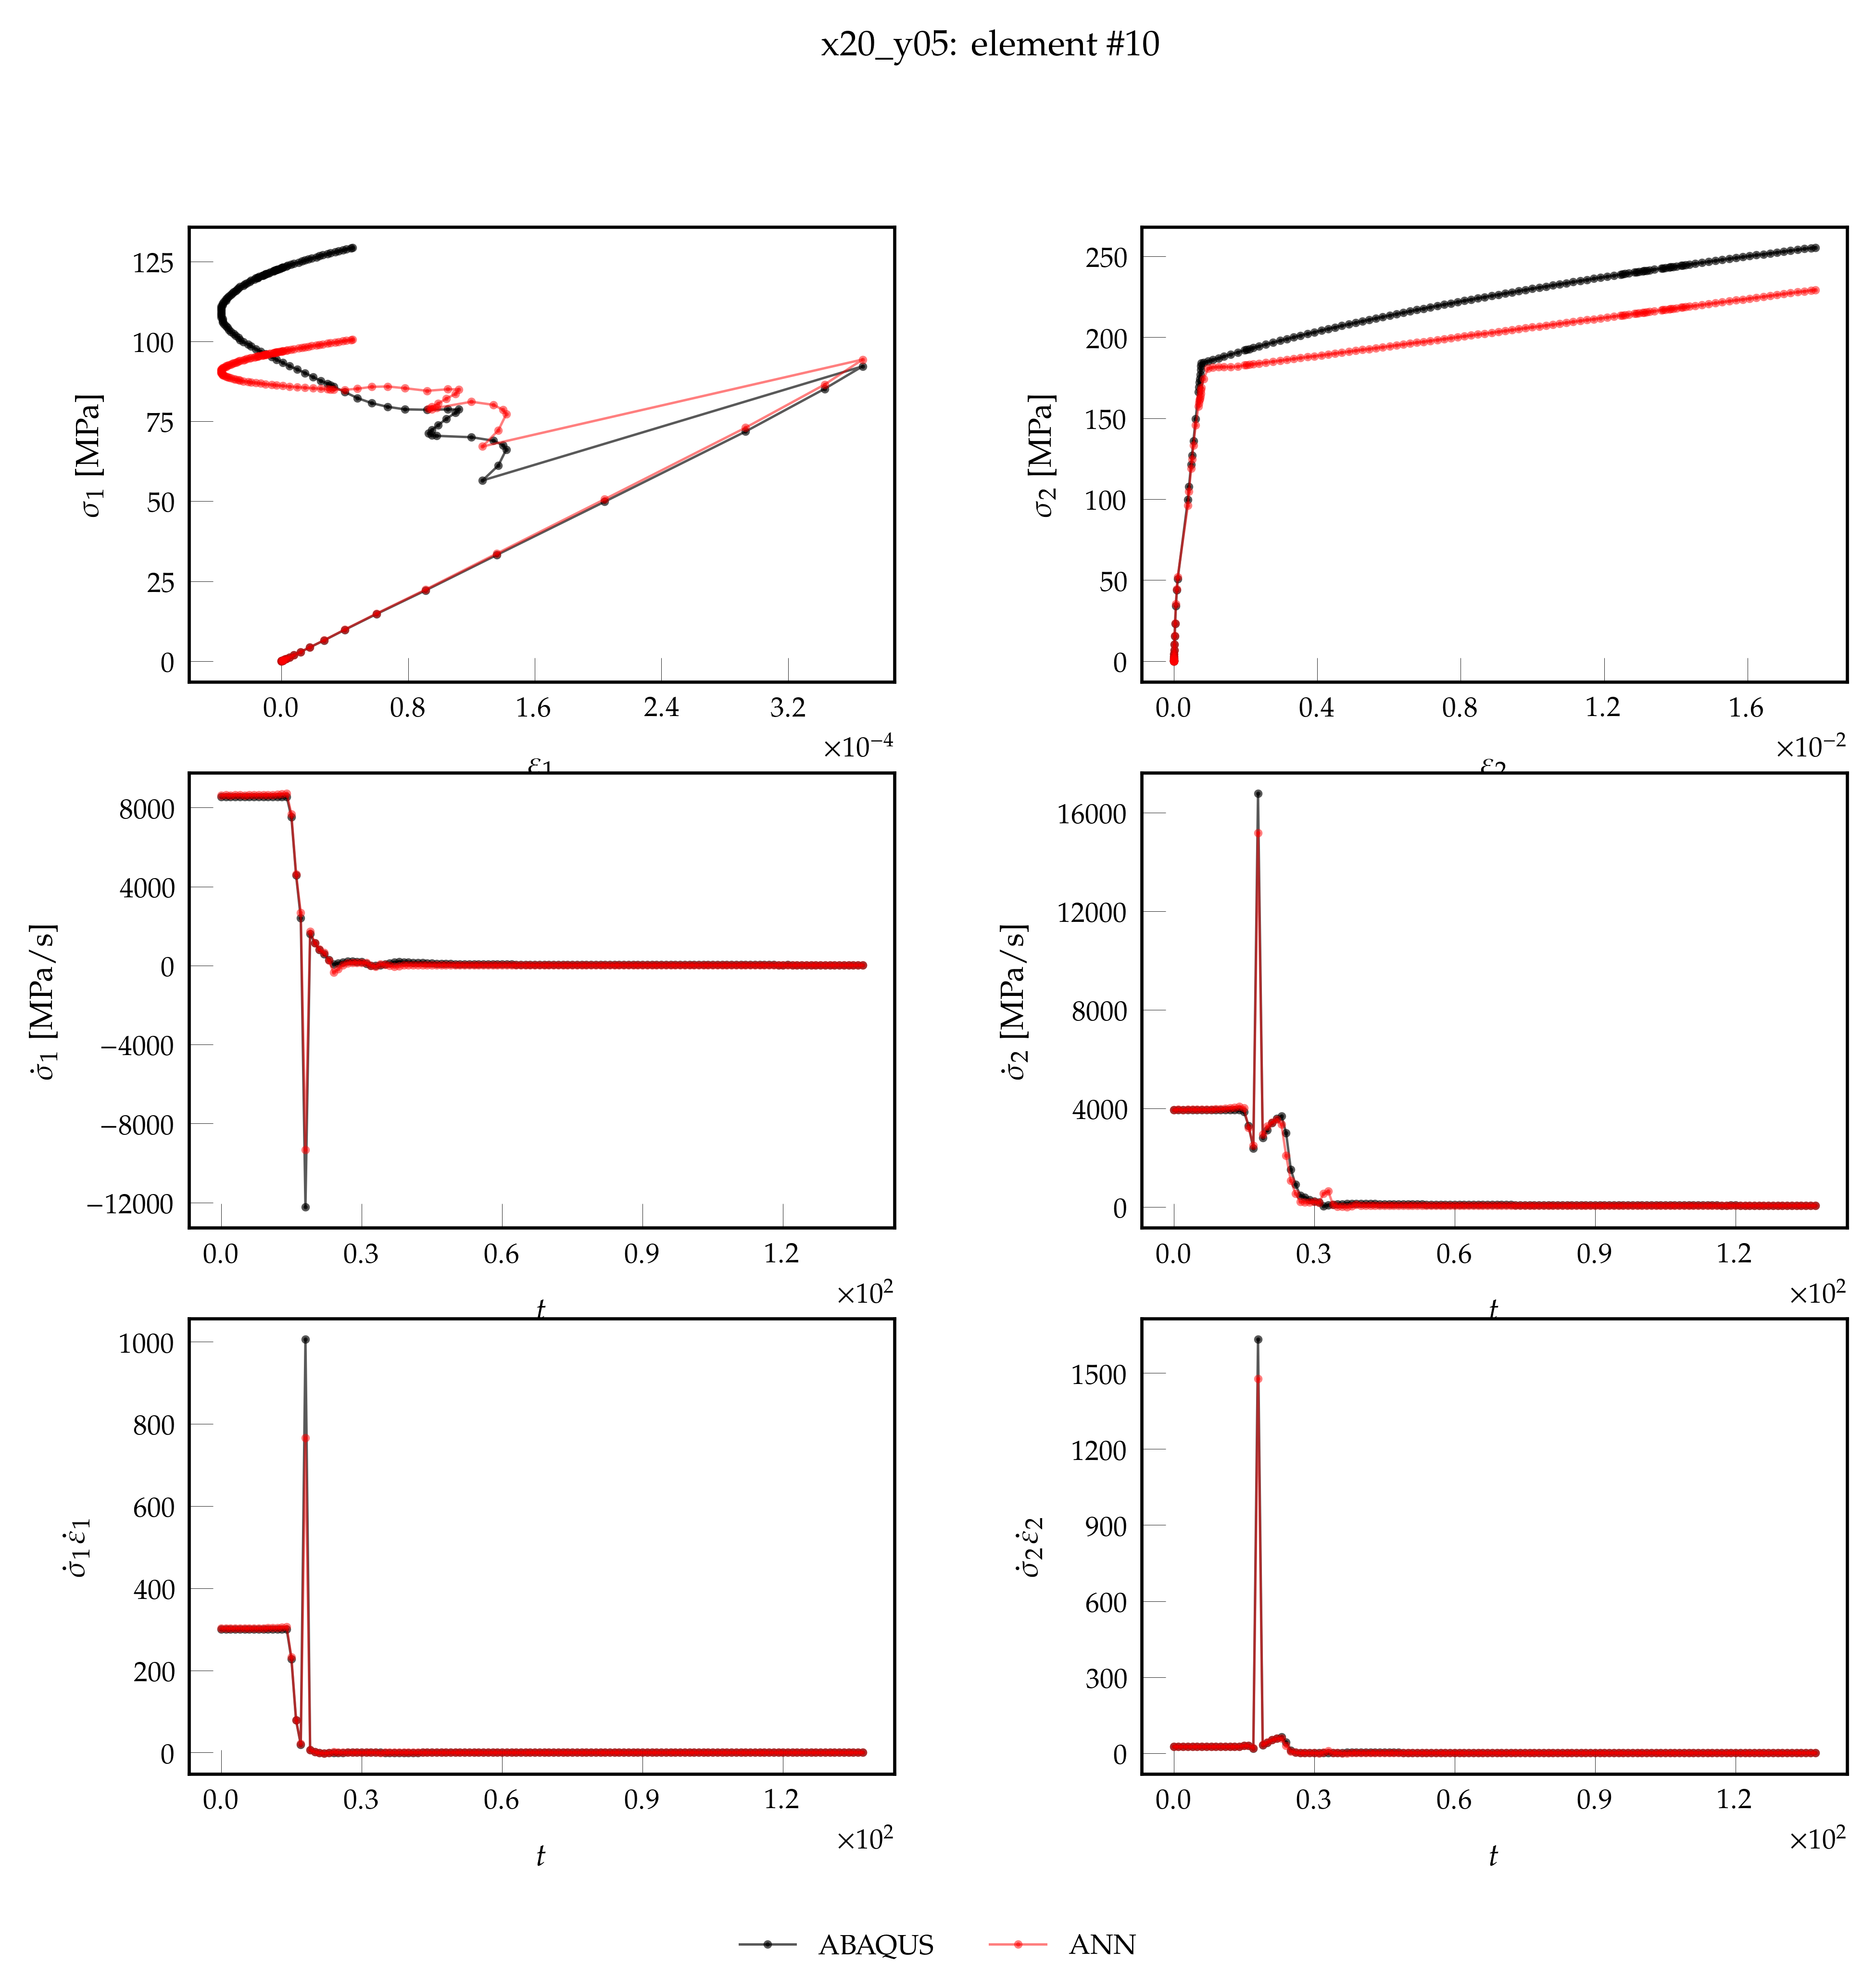 x20_y05: element #10
σ1 [MPa]
125
100
75
50
25
0
0.0 0.8 1.6 2.4 3.2
×10−4
ε1
σ2 [MPa]
250
200
150
100
50
0
0.0 0.4 0.8 1.2 1.6
×10−2
ε2
σ̇1 [MPa/s]
8000
4000
0
−4000
−8000
−12000
0.0 0.3 0.6 0.9 1.2
×102
t
σ̇2 [MPa/s]
16000
12000
8000
4000
0
0.0 0.3 0.6 0.9 1.2
×102
t
σ̇1ε̇1
1000
800
600
400
200
0
0.0 0.3 0.6 0.9 1.2
×102
t
σ̇2ε̇2
1500
1200
900
600
300
0
0.0 0.3 0.6 0.9 1.2
×102
t
ABAQUS ANN